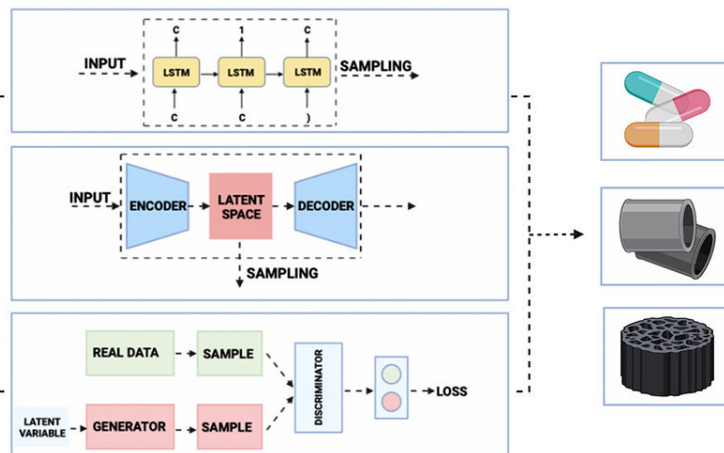 C 1 C
INPUT LSTM LSTM LSTM SAMPLING
C C )
INPUT ENCODER LATENT SPACE DECODER
SAMPLING
REAL DATA SAMPLE
DISCRIMINATOR
LOSS
LATENT VARIABLE GENERATOR SAMPLE